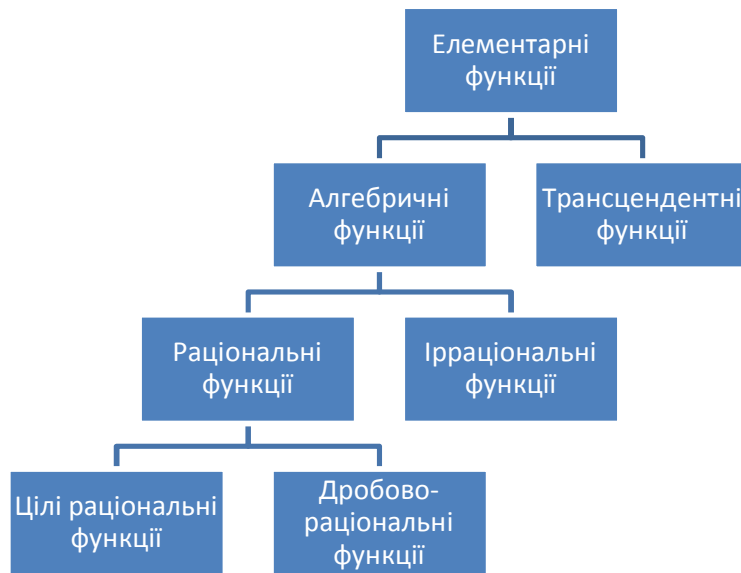 Елементарні
функції
Алгебричні
функції
Трансцендентні
функції
Раціональні
функції
Ірраціональні
функції
Цілі раціональні
функції
Дробово-
раціональні
функції